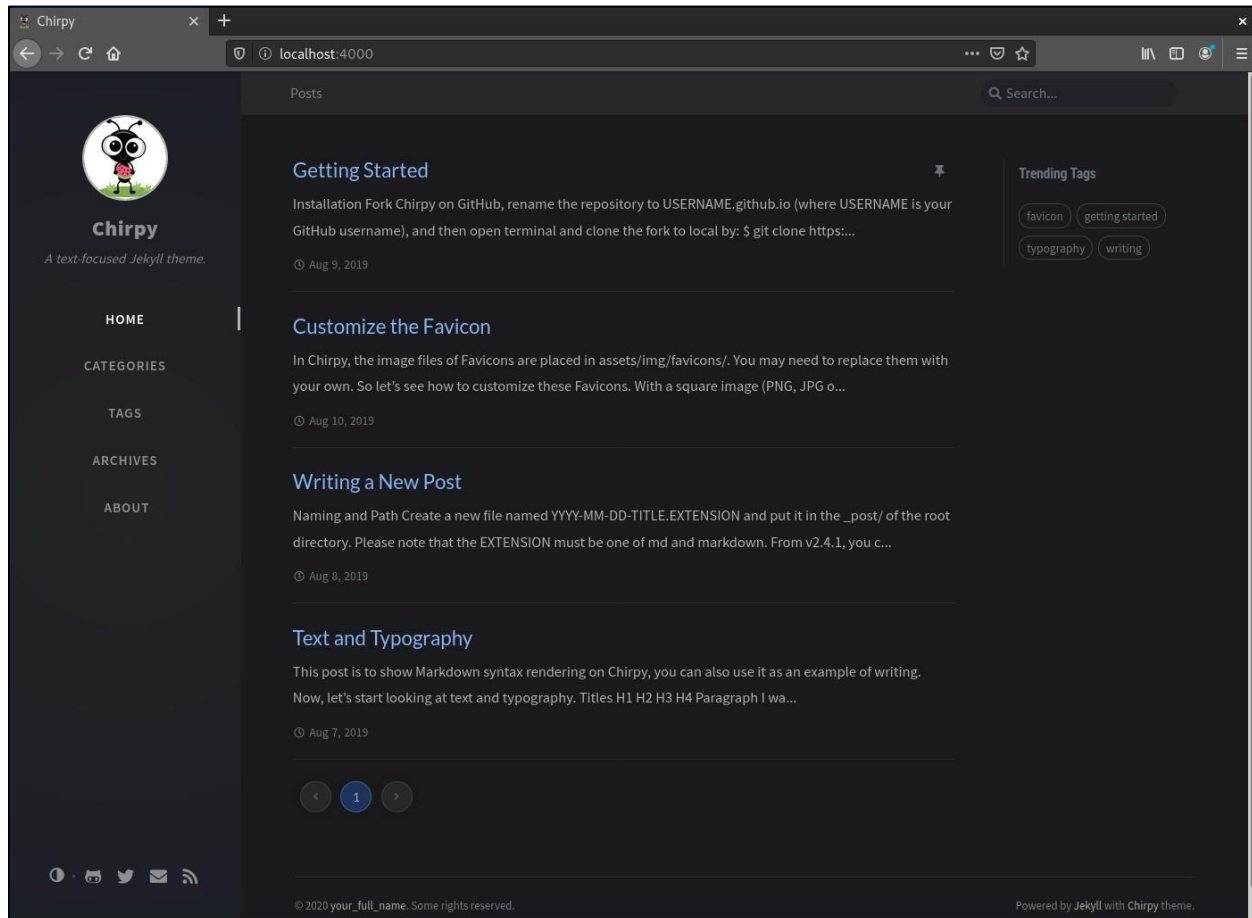 Chirpy
localhost:4000
Chirpy
A text-focused Jekyll theme.
HOME
CATEGORIES
TAGS
ARCHIVES
ABOUT
Posts
Search...
Getting Started
Installation Fork Chirpy on GitHub, rename the repository to USERNAME.github.io (where USERNAME is your
GitHub username), and then open terminal and clone the fork to local by: $ git clone https:...
Aug 9, 2019
Customize the Favicon
In Chirpy, the image files of Favicons are placed in assets/img/favicons/. You may need to replace them with
your own. So let's see how to customize these Favicons. With a square image (PNG, JPG o...
Aug 10, 2019
Writing a New Post
Naming and Path Create a new file named YYYY-MM-DD-TITLE.EXTENSION and put it in the _post/ of the root
directory. Please note that the EXTENSION must be one of md and markdown. From v2.4.1, you c...
Aug 8, 2019
Text and Typography
This post is to show Markdown syntax rendering on Chirpy, you can also use it as an example of writing.
Now, let's start looking at text and typography. Titles H1 H2 H3 H4 Paragraph I wa...
Aug 7, 2019
1
Trending Tags
favicon getting started
typography writing
© 2020 your_full_name. Some rights reserved.
Powered by Jekyll with Chirpy theme.